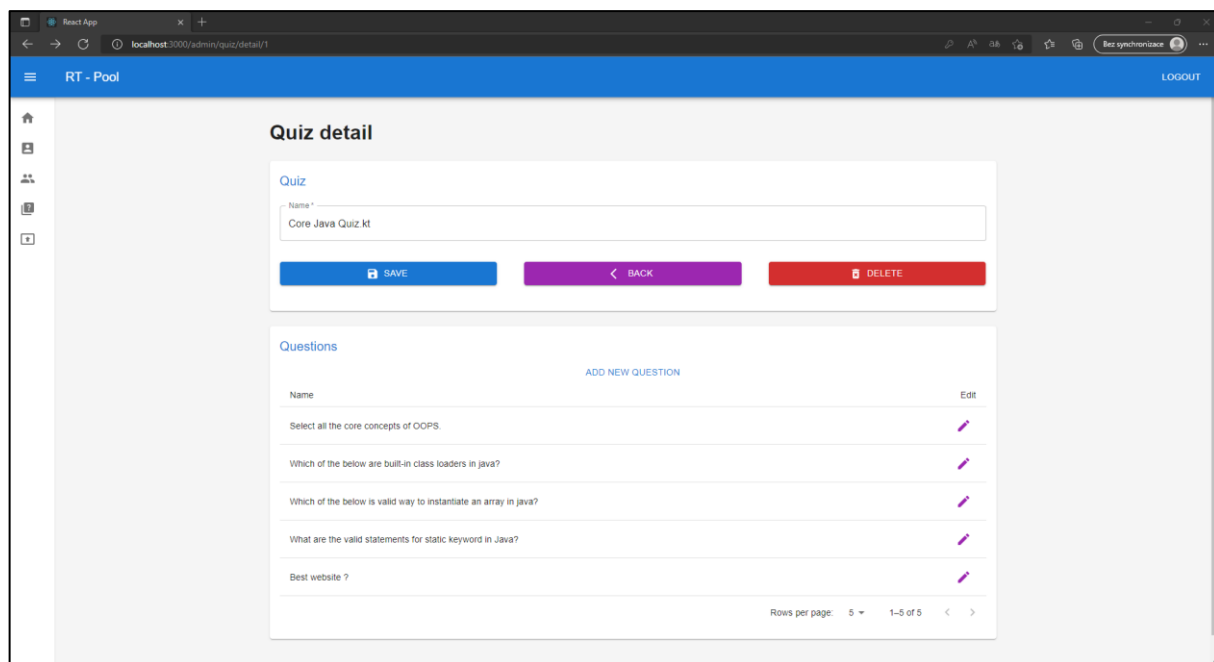 React App
localhost:3000/admin/quiz/detail/1
Bez synchronizace
RT - Pool
LOGOUT
Quiz detail
Quiz
Name *
Core Java Quiz.kt
SAVE
BACK
DELETE
Questions
ADD NEW QUESTION
Name Edit
Select all the core concepts of OOPS.
Which of the below are built-in class loaders in java?
Which of the below is valid way to instantiate an array in java?
What are the valid statements for static keyword in Java?
Best website ?
Rows per page: 5 1–5 of 5